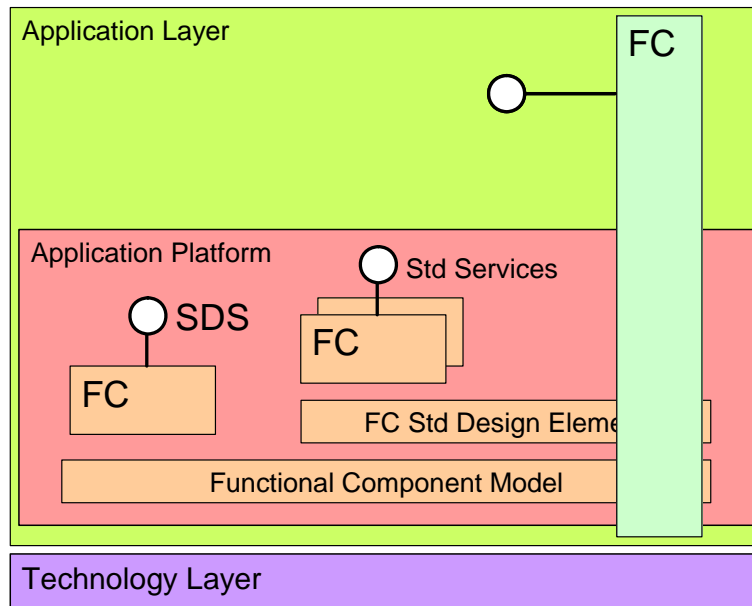 Application Layer
FC
Application Platform
Std Services
SDS
FC
FC
FC Std Design Eleme
Functional Component Model
Technology Layer